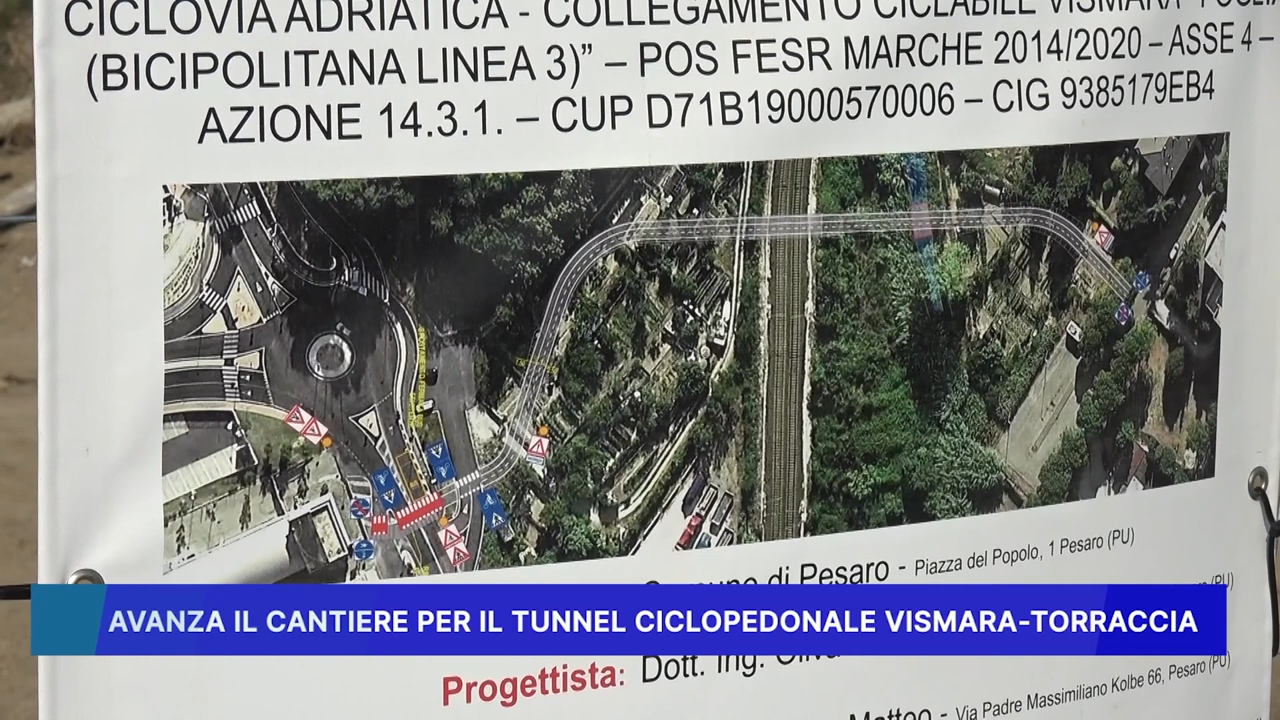 CICLOVIA ADRIATICA - COLLEGAMENTO CICLABILE VISMARA
(BICIPOLITANA LINEA 3)” – POS FESR MARCHE 2014/2020 – ASSE 4 –
AZIONE 14.3.1. – CUP D71B19000570006 – CIG 9385179EB4
di Pesaro - Piazza del Popolo, 1 Pesaro (PU)
(PU)
AVANZA IL CANTIERE PER IL TUNNEL CICLOPEDONALE VISMARA-TORRACCIA
Progettista: Dott. Ing.
Matteo - Via Padre Massimiliano Kolbe 66, Pesaro (PU)